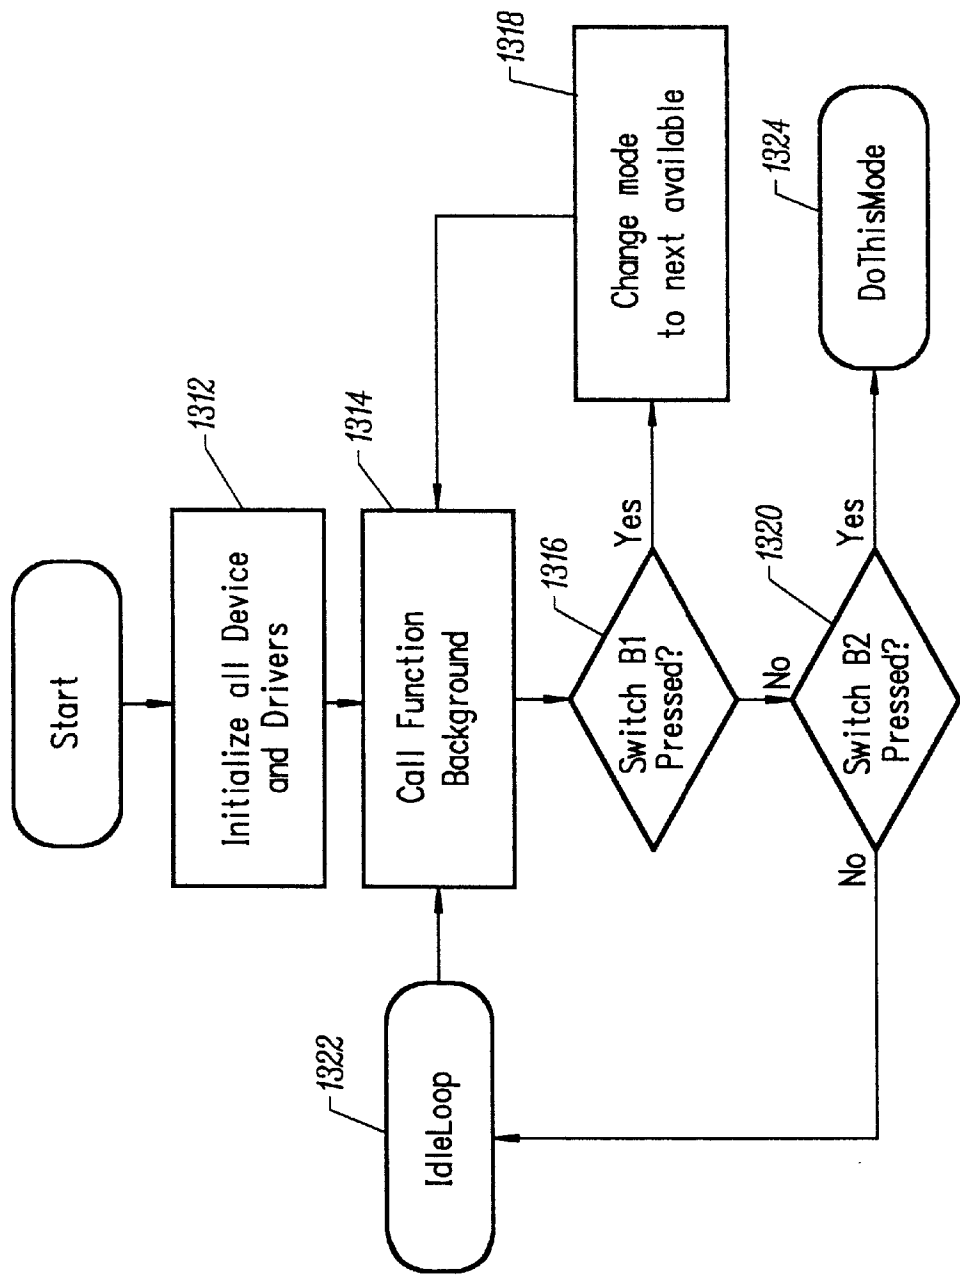 Start
1312
Initialize all Device
and Drivers
1314
Call Function
Background
1322
IdleLoop
1316
Switch B1
Pressed?
Yes
No
1318
Change mode
to next available
1320
Switch B2
Pressed?
Yes
No
1324
DoThisMode